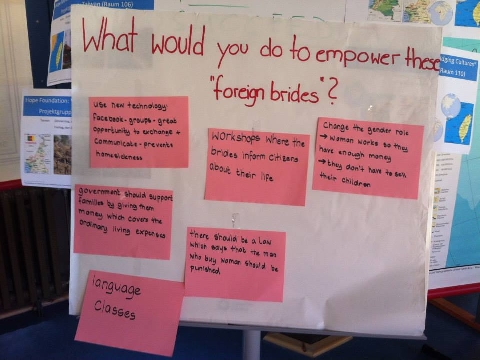 Taiwan (Raum 106)
What would you do to empower these
"foreign brides"?
Use new technology:
Facebook-groups - great
opportunity to exchange +
communicate - prevents
homesickness
Workshops where the
brides inform citizens
about their life
Change the gender role
→ woman works so they
have enough money
→ they don't have to sell
their children
government should support
families by giving them
money which covers the
ordinary living expenses
there should be a law
which says that the men
who buy woman should be
punished
language
classes
Hope Foundation:
Projektgrup
ging Cultures"
(Raum 110)